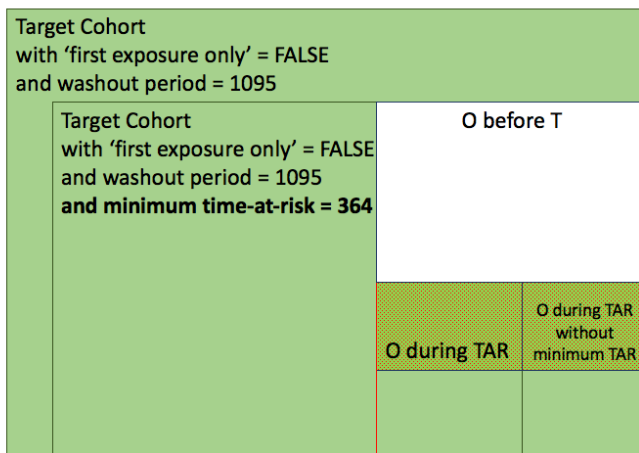 Target Cohort
with ‘first exposure only’ = FALSE
and washout period = 1095
Target Cohort
with ‘first exposure only’ = FALSE
and washout period = 1095
and minimum time-at-risk = 364
O before T
O during TAR
O during TAR
without
minimum TAR